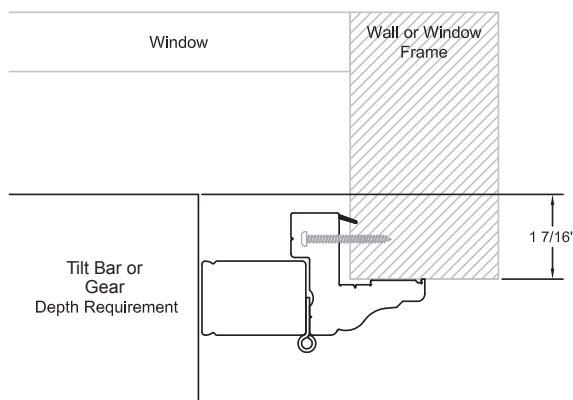 Window
Wall or Window
Frame
1 7/16'
Tilt Bar or
Gear
Depth Requirement